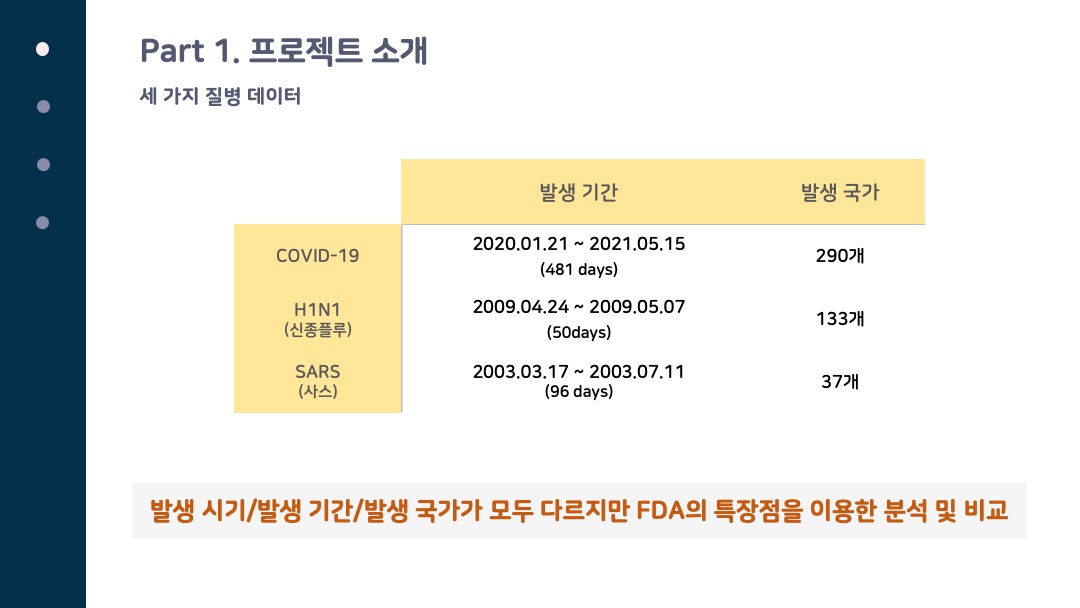 Part 1. 프로젝트 소개
세 가지 질병 데이터
발생 기간 발생 국가
COVID-19 2020.01.21 ~ 2021.05.15 290개
(481 days)
H1N1 2009.04.24 ~ 2009.05.07 133개
(신종플루) (50days)
SARS 2003.03.17 ~ 2003.07.11 37개
(사스) (96 days)
발생 시기/발생 기간/발생 국가가 모두 다르지만 FDA의 특장점을 이용한 분석 및 비교